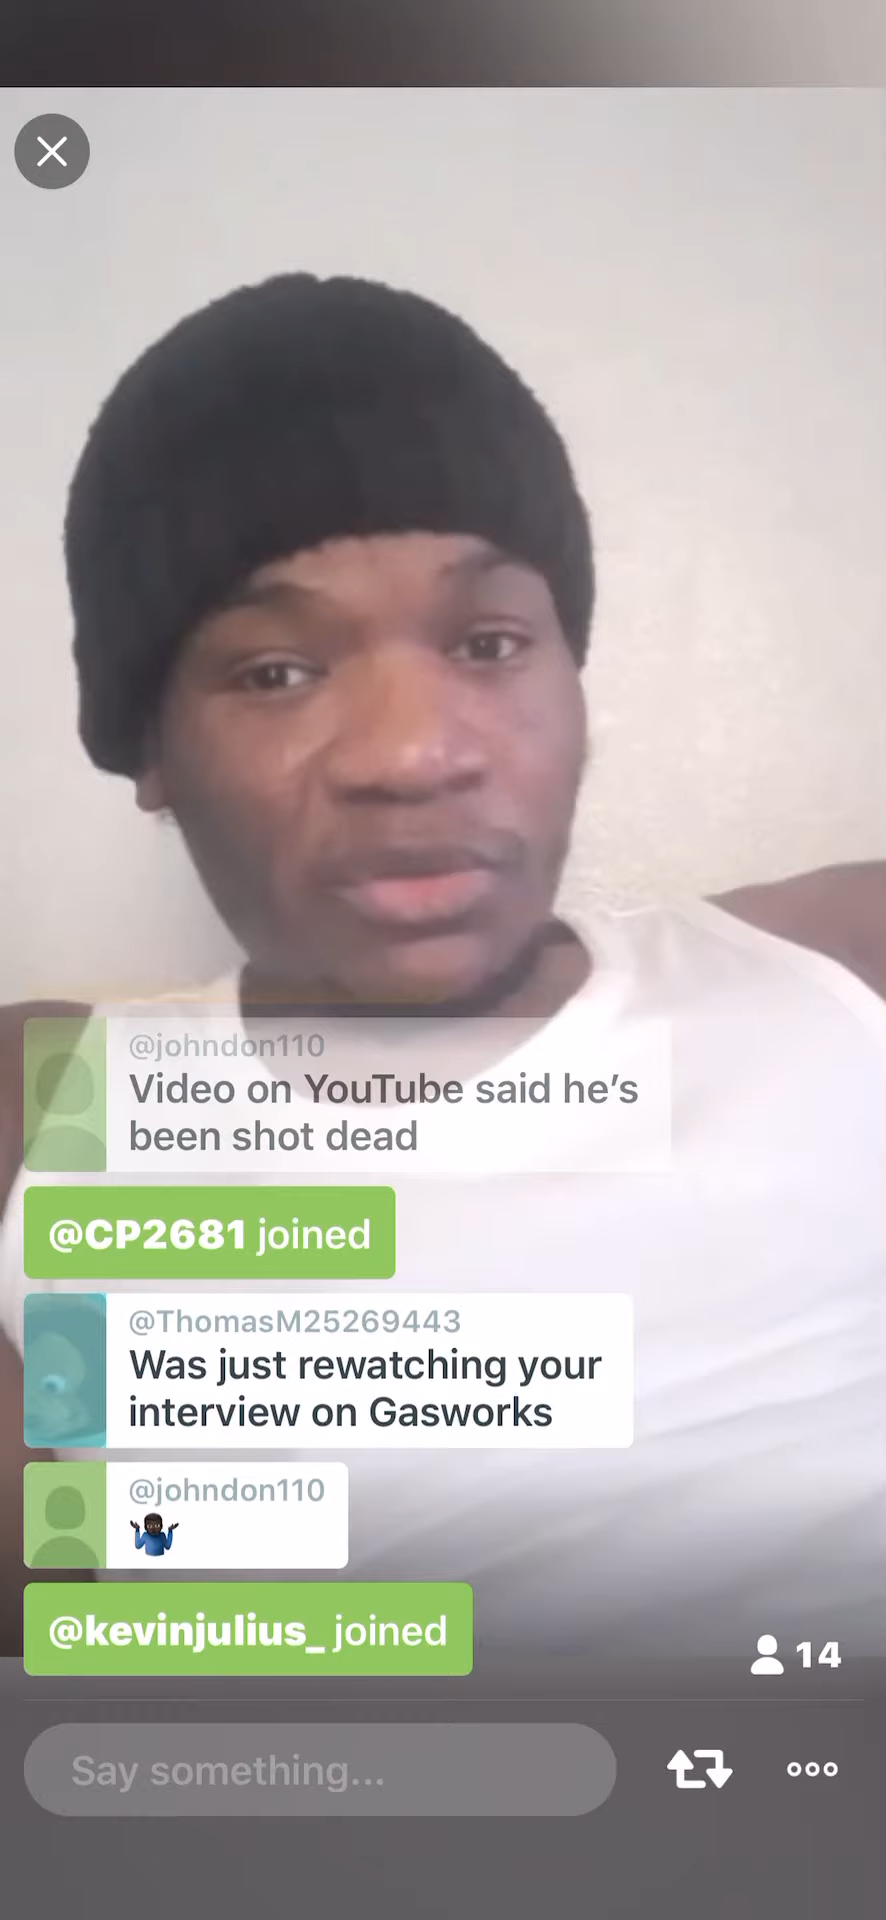 @johndon110
Video on YouTube said he's
been shot dead
@CP2681 joined
@ThomasM25269443
Was just rewatching your
interview on Gasworks
@johndon110
🤷🏿‍♂️
@kevinjulius_ joined
14
Say something...